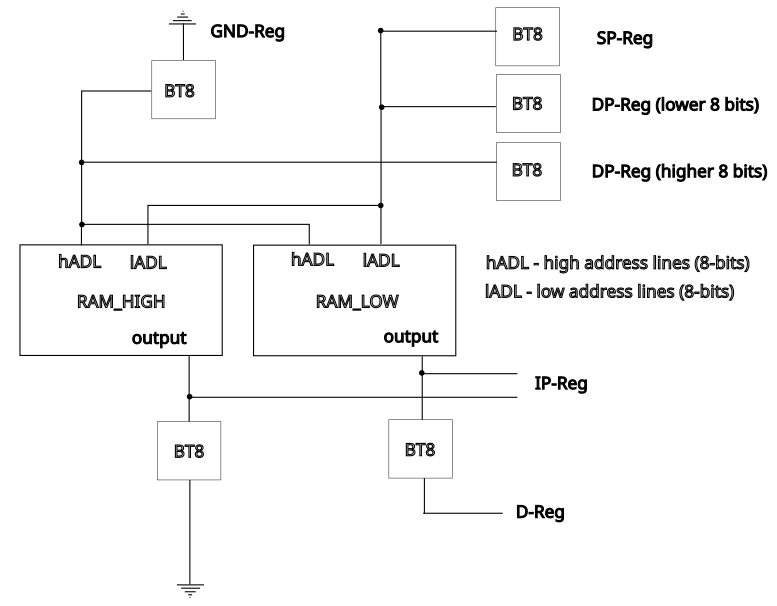 GND-Reg
BT8
BT8
SP-Reg
BT8
DP-Reg (lower 8 bits)
BT8
DP-Reg (higher 8 bits)
hADL lADL
RAM_HIGH
output
hADL lADL
RAM_LOW
output
hADL - high address lines (8-bits)
lADL - low address lines (8-bits)
IP-Reg
BT8
BT8
D-Reg